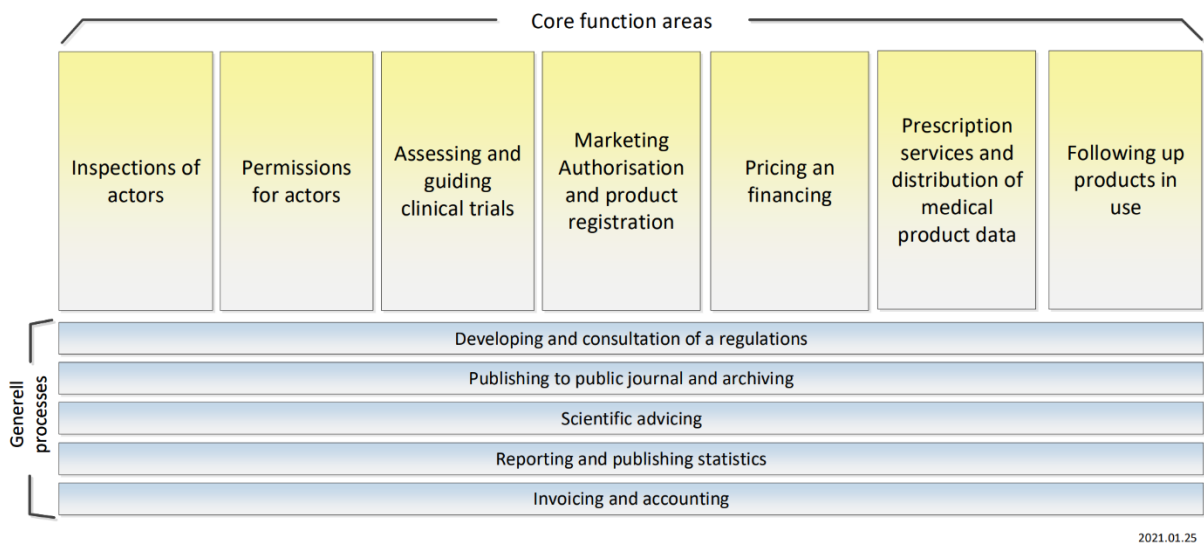 Core function areas
Inspections of
actors
Permissions
for actors
Assessing and
guiding
clinical trials
Marketing
Authorisation
and product
registration
Pricing an
financing
Prescription
services and
distribution of
medical
product data
Following up
products in
use
Generell
processes
Developing and consultation of a regulations
Publishing to public journal and archiving
Scientific advicing
Reporting and publishing statistics
Invoicing and accounting
2021.01.25